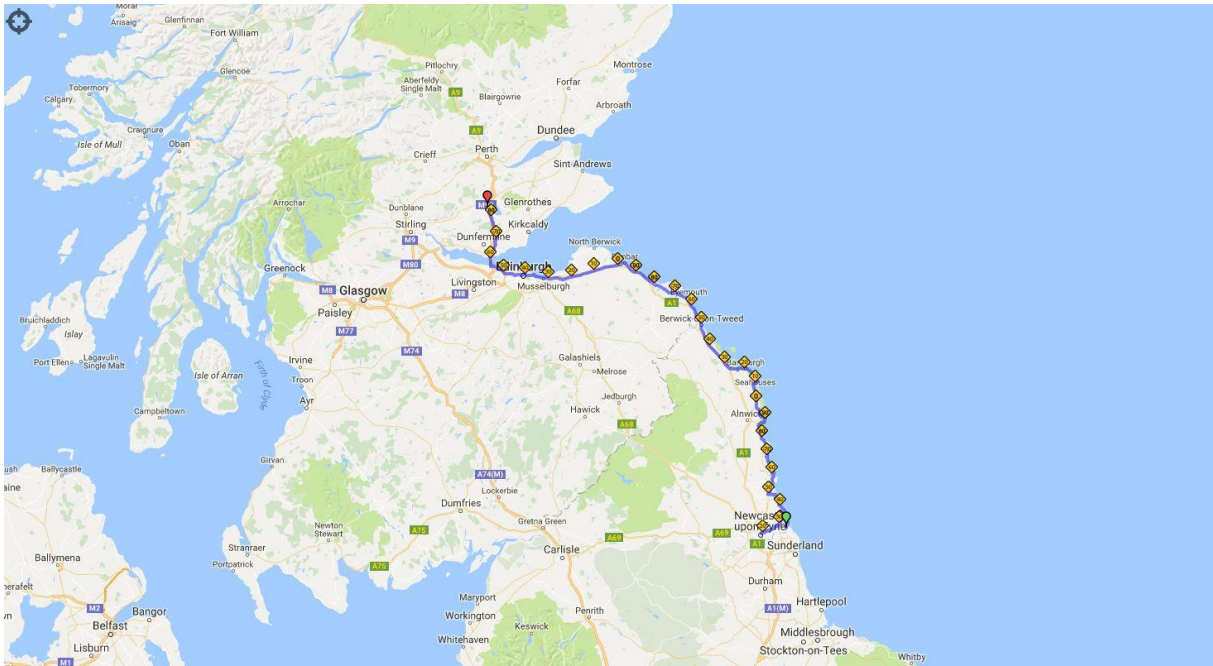 Morar
Arisaig
Glenfinnan
Fort William
Pitlochry
Montrose
Glencoe
Aberfeldy
Single Malt
Forfar
Tobermory
A9
Blairgowrie
Calgary
Arbroath
Craignure
A9
Dundee
Isle of Mull
Oban
Perth
Crieff
Sint Andrews
Arrochar
Dunblane
Glenrothes
Stirling
Kirkcaldy
M9
Dunfermline
North Berwick
M80
Edinburgh
Greenock
Livingston
Musselburgh
M8
Glasgow
M8
Eyemouth
A1
Paisley
A68
Berwick-upon-Tweed
Bruichladdich
M77
Islay
M74
Port Ellen
Lagavulin
Single Malt
Irvine
Galashiels
Bamburgh
Isle of Arran
Firth of Clyde
Troon
Melrose
Seahouses
Ayr
Jedburgh
Campbeltown
Hawick
Alnwick
A68
A1
Girvan
Ballycastle
A74(M)
Lockerbie
Dumfries
Newcastle
upon Tyne
Newton
Stewart
Gretna Green
A75
A69
A69
A1
Stranraer
Carlisle
Sunderland
Ballymena
Portpatrick
A75
Durham
Maryport
M2
Bangor
Workington
Penrith
A1(M)
Hartlepool
Belfast
Keswick
Middlesbrough
Lisburn
Whitehaven
Stockton-on-Tees
M1
Whitby